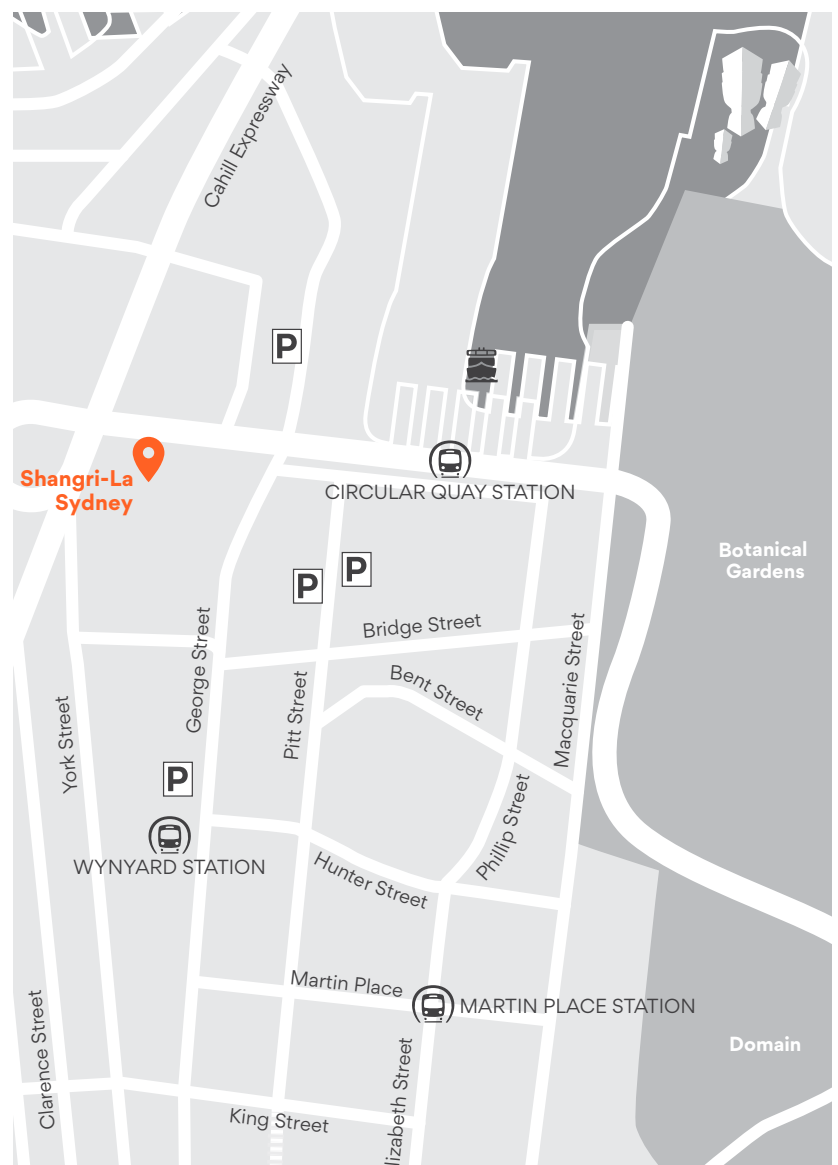 Cahill Expressway
P
Shangri-La
Sydney
CIRCULAR QUAY STATION
Botanical
Gardens
P
P
Bridge Street
George Street
Macquarie Street
Bent Street
Pitt Street
York Street
P
Phillip Street
WYNYARD STATION
Hunter Street
Martin Place
MARTIN PLACE STATION
Clarence Street
lizabeth Street
Domain
King Street